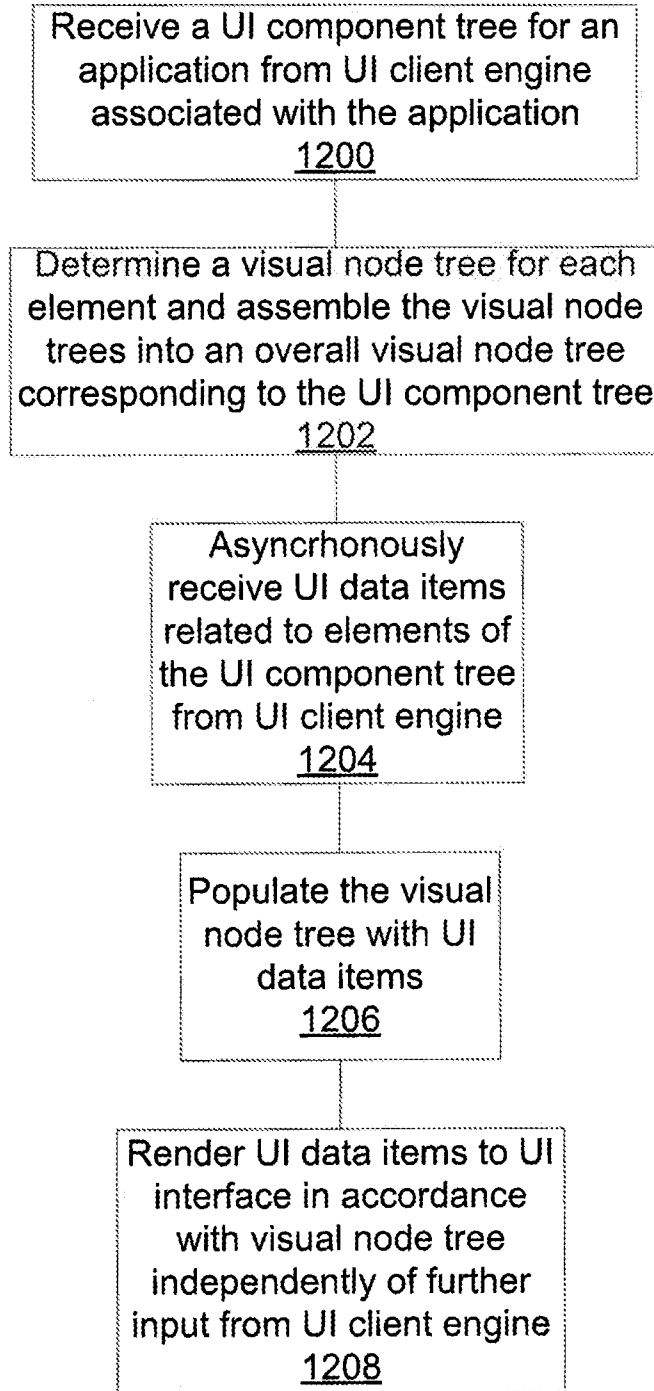 Receive a UI component tree for an
application from UI client engine
associated with the application
1200
Determine a visual node tree for each
element and assemble the visual node
trees into an overall visual node tree
corresponding to the UI component tree
1202
Asyncrhonously
receive UI data items
related to elements of
the UI component tree
from UI client engine
1204
Populate the visual
node tree with UI
data items
1206
Render UI data items to UI
interface in accordance
with visual node tree
independently of further
input from UI client engine
1208